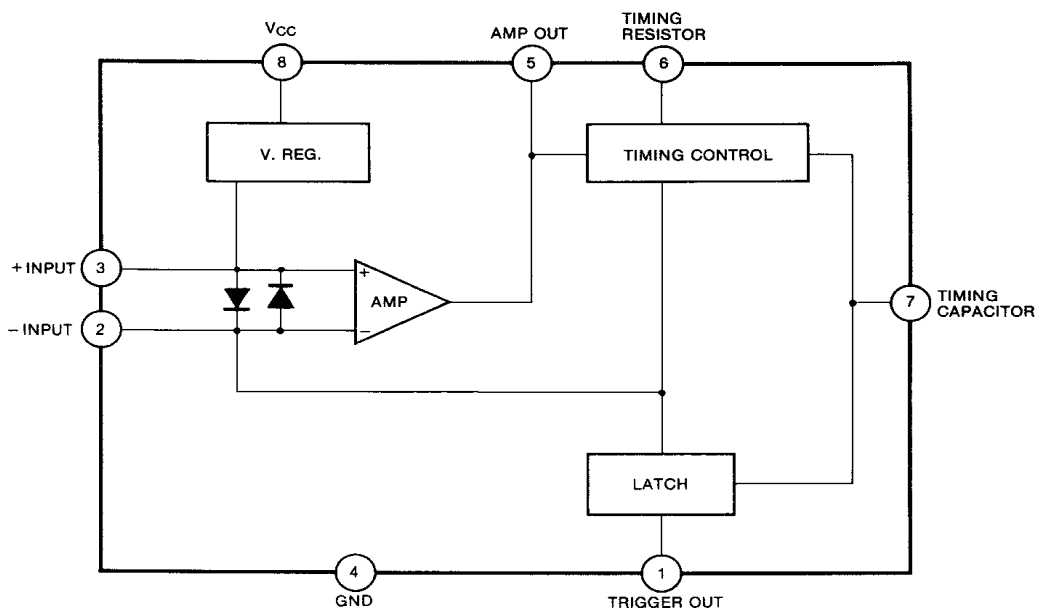 VCC
8
AMP OUT
5
TIMING
RESISTOR
6
V. REG.
TIMING CONTROL
+ INPUT
3
+
AMP
− INPUT
2
−
7
TIMING
CAPACITOR
LATCH
4
GND
1
TRIGGER OUT